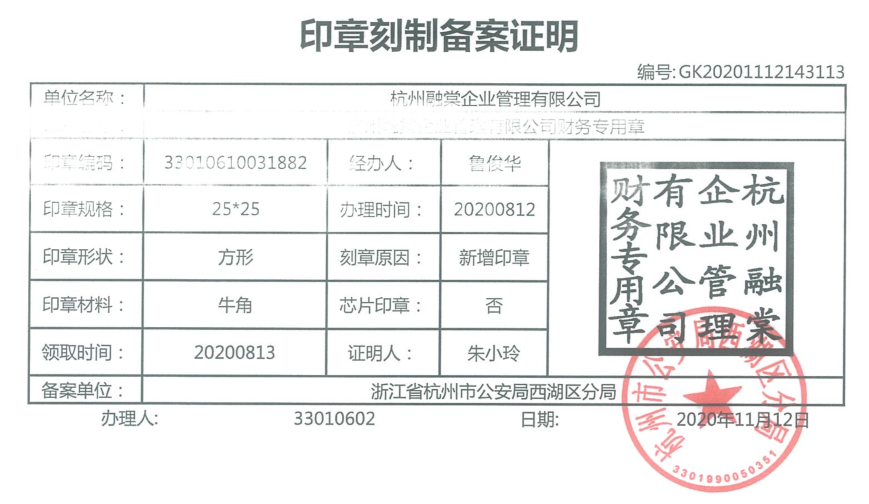 印章刻制备案证明
编号:GK20201112143113
单位名称： 杭州融棠企业管理有限公司
企业管理有限公司财务专用章
印章编码： 33010610031882 经办人： 鲁俊华
印章规格： 25*25 办理时间： 20200812
印章形状： 方形 刻章原因： 新增印章
印章材料： 牛角 芯片印章： 否
领取时间： 20200813 证明人： 朱小玲
杭州融棠
企业管理
有限公司
财务专用章
备案单位： 浙江省杭州市公安局西湖区分局
办理人: 33010602 日期: 2020年11月12日
杭州市公安局西湖区分局
3301990050351